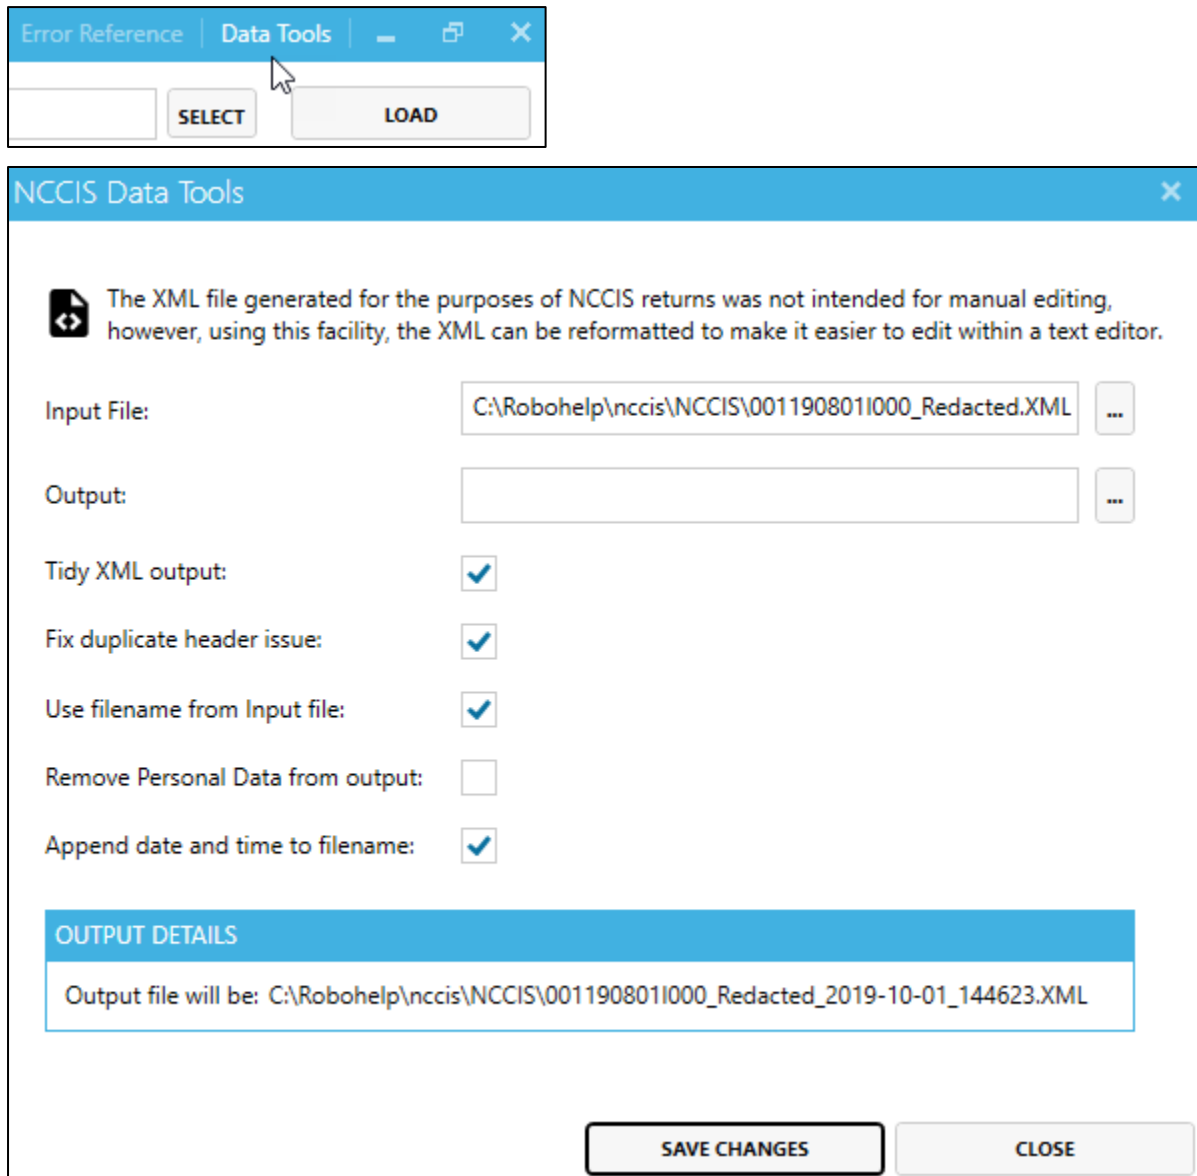 Error Reference
Data Tools
SELECT
LOAD
NCCIS Data Tools
The XML file generated for the purposes of NCCIS returns was not intended for manual editing,
however, using this facility, the XML can be reformatted to make it easier to edit within a text editor.
Input File:
C:\Robohelp\nccis\NCCIS\001190801I000_Redacted.XML
...
Output:
...
Tidy XML output:
Fix duplicate header issue:
Use filename from Input file:
Remove Personal Data from output:
Append date and time to filename:
OUTPUT DETAILS
Output file will be: C:\Robohelp\nccis\NCCIS\001190801I000_Redacted_2019-10-01_144623.XML
SAVE CHANGES
CLOSE